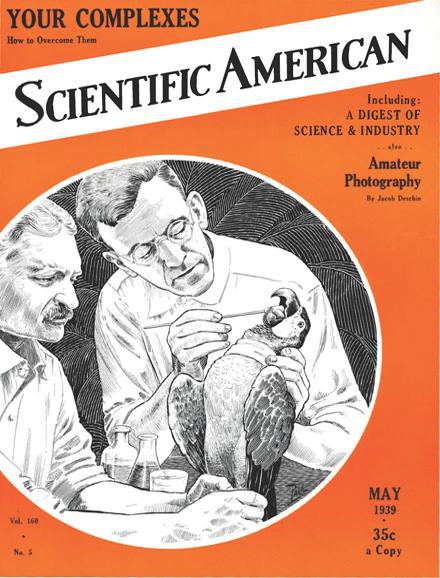 YOUR COMPLEXES
How to Overcome Them
SCIENTIFIC AMERICAN
Including:
A DIGEST OF
SCIENCE & INDUSTRY
..also..
Amateur
Photography
By Jacob Deschin
Vol. 160
•
No. 5
MAY
1939
•
35c
a Copy